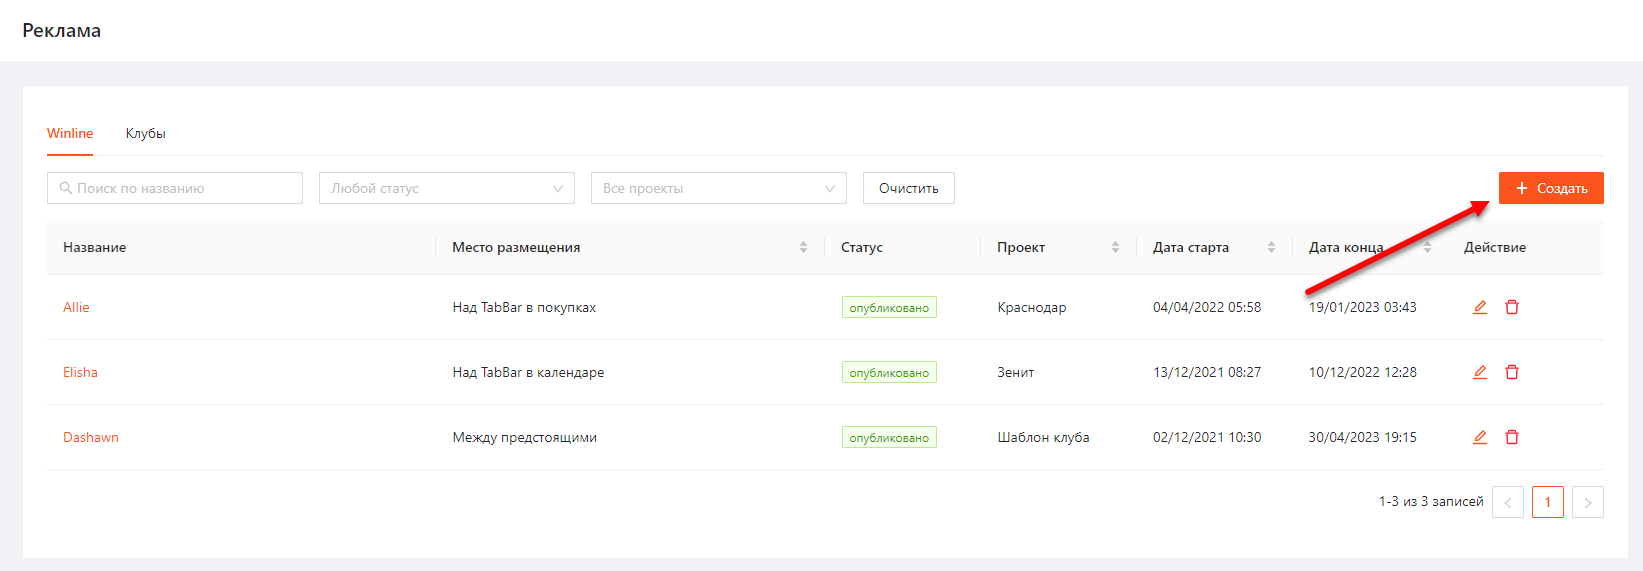 Реклама
Winline Клубы
Поиск по названию Любой статус Все проекты Очистить + Создать
Название Место размещения Статус Проект Дата старта Дата конца Действие
Allie Над TabBar в покупках опубликовано Краснодар 04/04/2022 05:58 19/01/2023 03:43
Elisha Над TabBar в календаре опубликовано Зенит 13/12/2021 08:27 10/12/2022 12:28
Dashawn Между предстоящими опубликовано Шаблон клуба 02/12/2021 10:30 30/04/2023 19:15
1-3 из 3 записей < 1 >